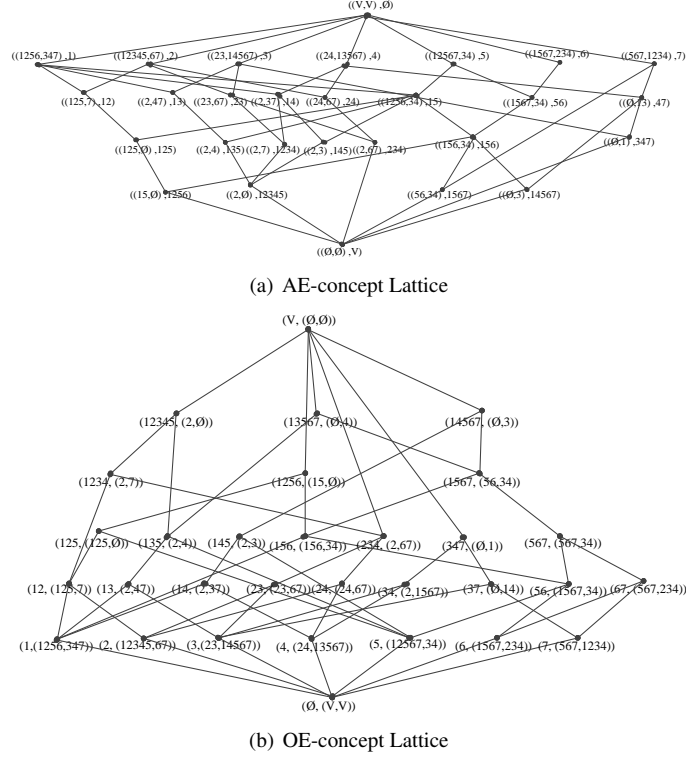 ((V,V) ,Ø)
((1256,347) ,1) ((12345,67) ,2) ((23,14567) ,3) ((24,13567) ,4) ((12567,34) ,5) ((1567,234) ,6) ((567,1234) ,7)
((125,7) ,12) ((2,47) ,13) ((23,67) ,23) ((2,37) ,14) ((24,67) ,24) ((1256,34) ,15) ((1567,34) ,56) ((Ø,13) ,47)
((125,Ø) ,125) ((2,4) ,135) ((2,7) ,1234) ((2,3) ,145) ((2,67) ,234) ((156,34) ,156) ((Ø,1) ,347)
((15,Ø) ,1256) ((2,Ø) ,12345) ((56,34) ,1567) ((Ø,3) ,14567)
((Ø,Ø) ,V)
(a) AE-concept Lattice
(V, (Ø,Ø))
(12345, (2,Ø)) (13567, (Ø,4)) (14567, (Ø,3))
(1234, (2,7)) (1256, (15,Ø)) (1567, (56,34))
(125, (125,Ø)) (135, (2,4)) (145, (2,3)) (156, (156,34)) (234, (2,67)) (347, (Ø,1)) (567, (567,34))
(12, (125,7)) (13, (2,47)) (14, (2,37)) (23, (23,67)) (24, (24,67)) (34, (2,1567)) (37, (Ø,14)) (56, (1567,34)) (67, (567,234))
(1,(1256,347)) (2, (12345,67)) (3,(23,14567)) (4, (24,13567)) (5, (12567,34)) (6, (1567,234)) (7, (567,1234))
(Ø, (V,V))
(b) OE-concept Lattice